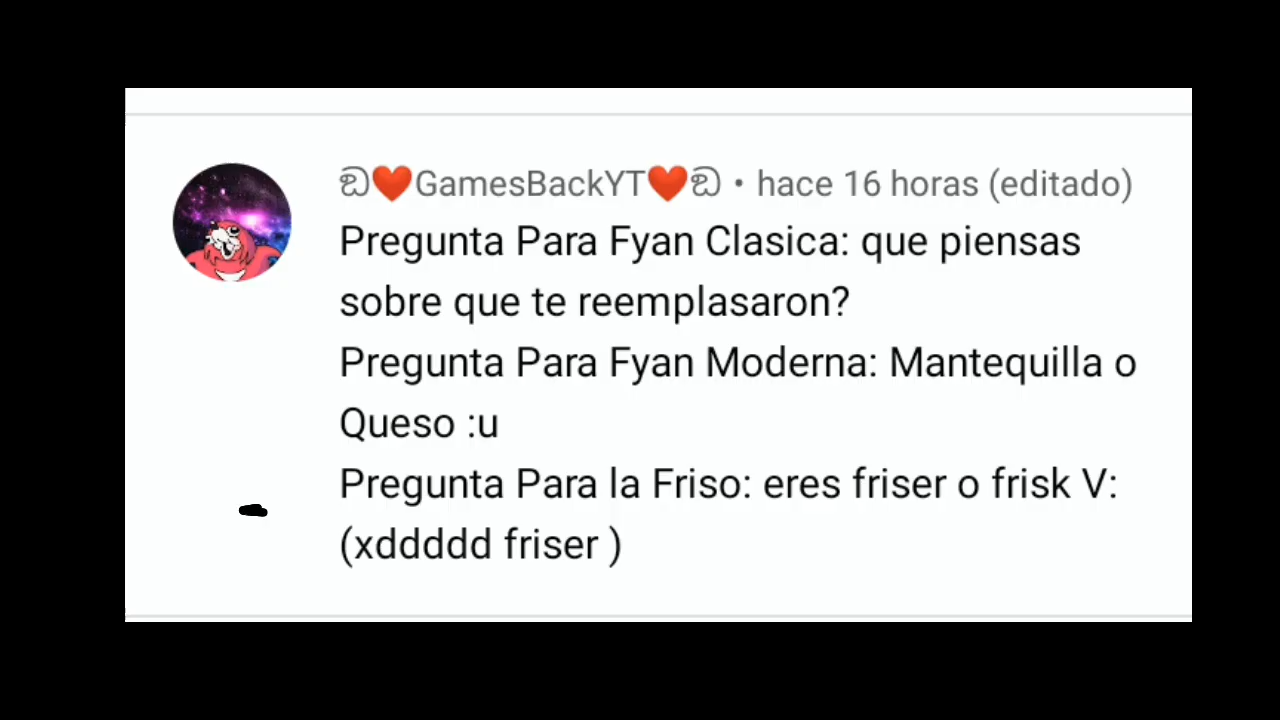 ඩ❤️GamesBackYT❤️ඩ • hace 16 horas (editado)
Pregunta Para Fyan Clasica: que piensas
sobre que te reemplasaron?
Pregunta Para Fyan Moderna: Mantequilla o
Queso :u
Pregunta Para la Friso: eres friser o frisk V:
(xddddd friser )